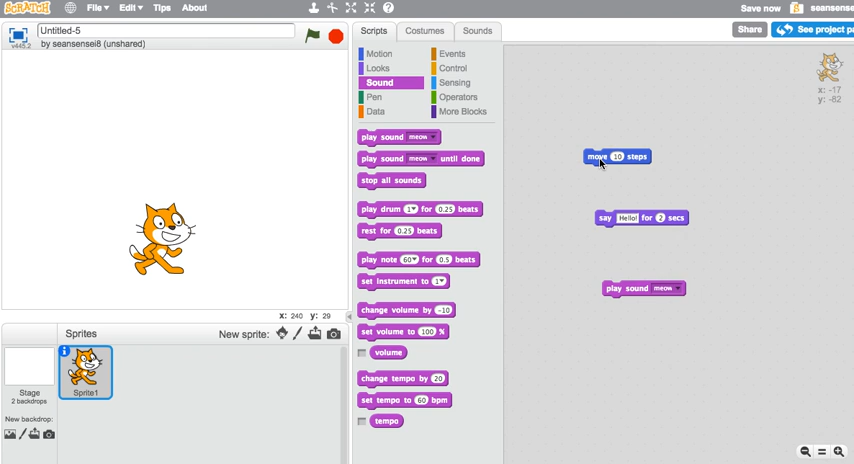 SCRATCH File Edit Tips About Save now seansense
v445.2
Untitled-5
by seansensei8 (unshared)
Scripts Costumes Sounds
Share See project pa
Motion Events
Looks Control
Sound Sensing
Pen Operators
Data More Blocks
x: -17
y: -82
play sound meow
play sound meow until done
stop all sounds
play drum 1 for 0.25 beats
rest for 0.25 beats
play note 60 for 0.5 beats
set instrument to 1
change volume by -10
set volume to 100 %
volume
change tempo by 20
set tempo to 60 bpm
tempo
move 10 steps
say Hello! for 2 secs
play sound meow
x: 240 y: 29
Sprites New sprite:
Stage
2 backdrops
New backdrop:
Sprite1